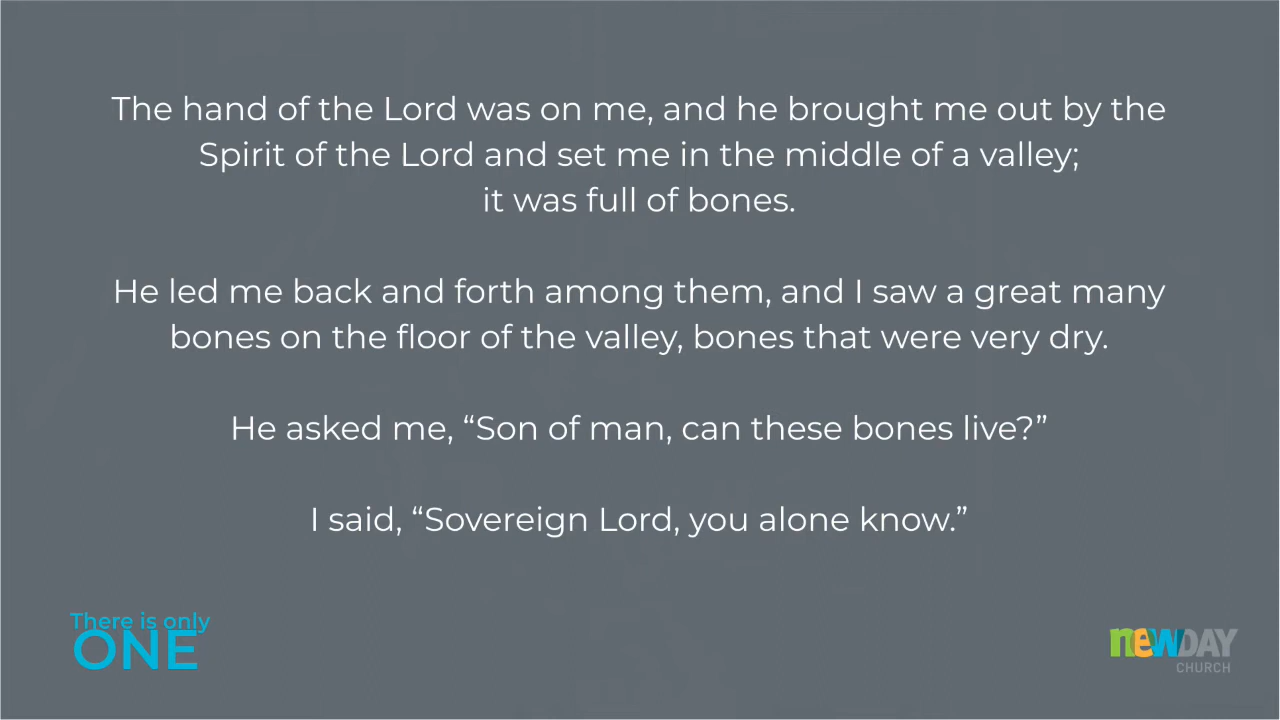 The hand of the Lord was on me, and he brought me out by the
Spirit of the Lord and set me in the middle of a valley;
it was full of bones.
He led me back and forth among them, and I saw a great many
bones on the floor of the valley, bones that were very dry.
He asked me, “Son of man, can these bones live?”
I said, “Sovereign Lord, you alone know.”
There is only
ONE
newDAY
CHURCH